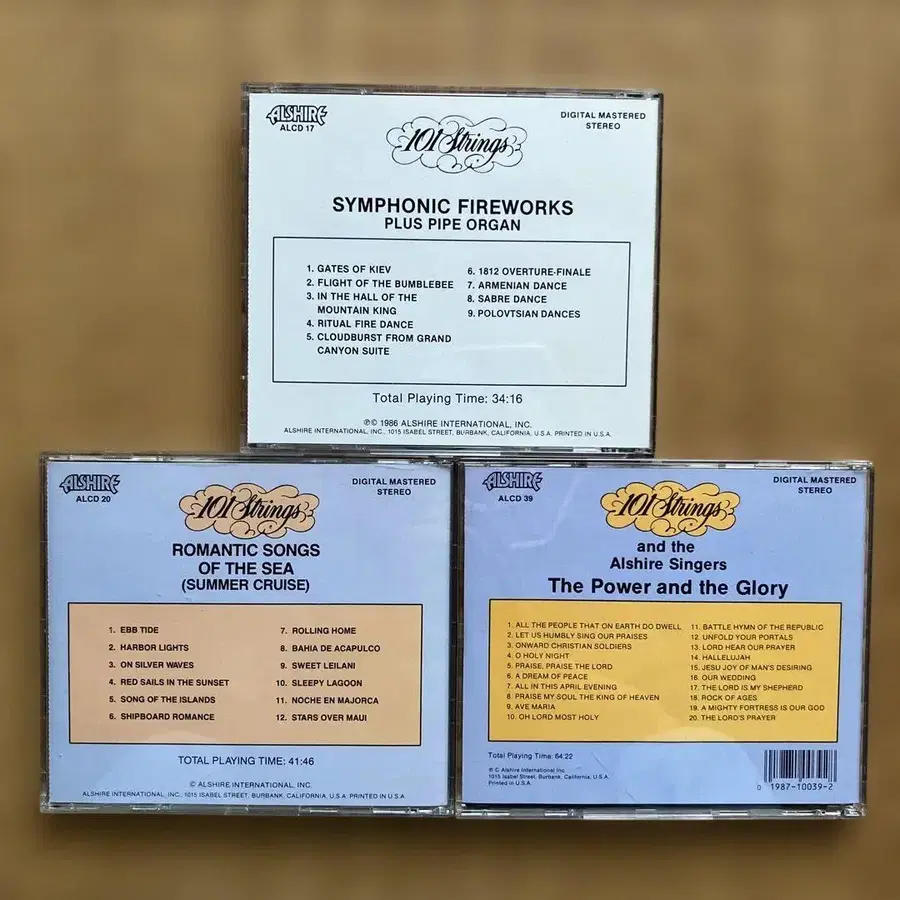 ALSHIRE
ALCD 17
DIGITAL MASTERED
STEREO
101 Strings
SYMPHONIC FIREWORKS
PLUS PIPE ORGAN
1. GATES OF KIEV
2. FLIGHT OF THE BUMBLEBEE
3. IN THE HALL OF THE
MOUNTAIN KING
4. RITUAL FIRE DANCE
5. CLOUDBURST FROM GRAND
CANYON SUITE
6. 1812 OVERTURE-FINALE
7. ARMENIAN DANCE
8. SABRE DANCE
9. POLOVTSIAN DANCES
Total Playing Time: 34:16
℗© 1986 ALSHIRE INTERNATIONAL, INC.
ALSHIRE INTERNATIONAL, INC., 1015 ISABEL STREET, BURBANK, CALIFORNIA, U.S.A. PRINTED IN U.S.A.
ALSHIRE
ALCD 20
DIGITAL MASTERED
STEREO
101 Strings
ROMANTIC SONGS
OF THE SEA
(SUMMER CRUISE)
1. EBB TIDE
2. HARBOR LIGHTS
3. ON SILVER WAVES
4. RED SAILS IN THE SUNSET
5. SONG OF THE ISLANDS
6. SHIPBOARD ROMANCE
7. ROLLING HOME
8. BAHIA DE ACAPULCO
9. SWEET LEILANI
10. SLEEPY LAGOON
11. NOCHE EN MAJORCA
12. STARS OVER MAUI
TOTAL PLAYING TIME: 41:46
© ALSHIRE INTERNATIONAL, INC.
ALSHIRE INTERNATIONAL, INC., 1015 ISABEL STREET, BURBANK, CALIFORNIA, U.S.A. PRINTED IN U.S.A.
ALSHIRE
ALCD 39
DIGITAL MASTERED
STEREO
101 Strings
and the
Alshire Singers
The Power and the Glory
1. ALL THE PEOPLE THAT ON EARTH DO DWELL
2. LET US HUMBLY SING OUR PRAISES
3. ONWARD CHRISTIAN SOLDIERS
4. O HOLY NIGHT
5. PRAISE, PRAISE THE LORD
6. A DREAM OF PEACE
7. ALL IN THIS APRIL EVENING
8. PRAISE MY SOUL THE KING OF HEAVEN
9. AVE MARIA
10. OH LORD MOST HOLY
11. BATTLE HYMN OF THE REPUBLIC
12. UNFOLD YOUR PORTALS
13. LORD HEAR OUR PRAYER
14. HALLELUJAH
15. JESU JOY OF MAN'S DESIRING
16. OUR WEDDING
17. THE LORD IS MY SHEPHERD
18. ROCK OF AGES
19. A MIGHTY FORTRESS IS OUR GOD
20. THE LORD'S PRAYER
Total Playing Time: 64:22
℗ © Alshire International Inc.
1015 Isabel Street, Burbank, California, U.S.A.
Printed in U.S.A.
0 1987-10039-2